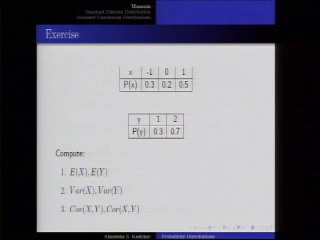 Moments
Standard Discrete Distribution
Standard Continuous Distributions
Exercise
x -1 0 1
P(x) 0.3 0.2 0.5
y 1 2
P(y) 0.3 0.7
Compute:
1. E(X), E(Y)
2. Var(X), Var(Y)
3. Cov(X,Y), Cor(X,Y)
Probability Distributions